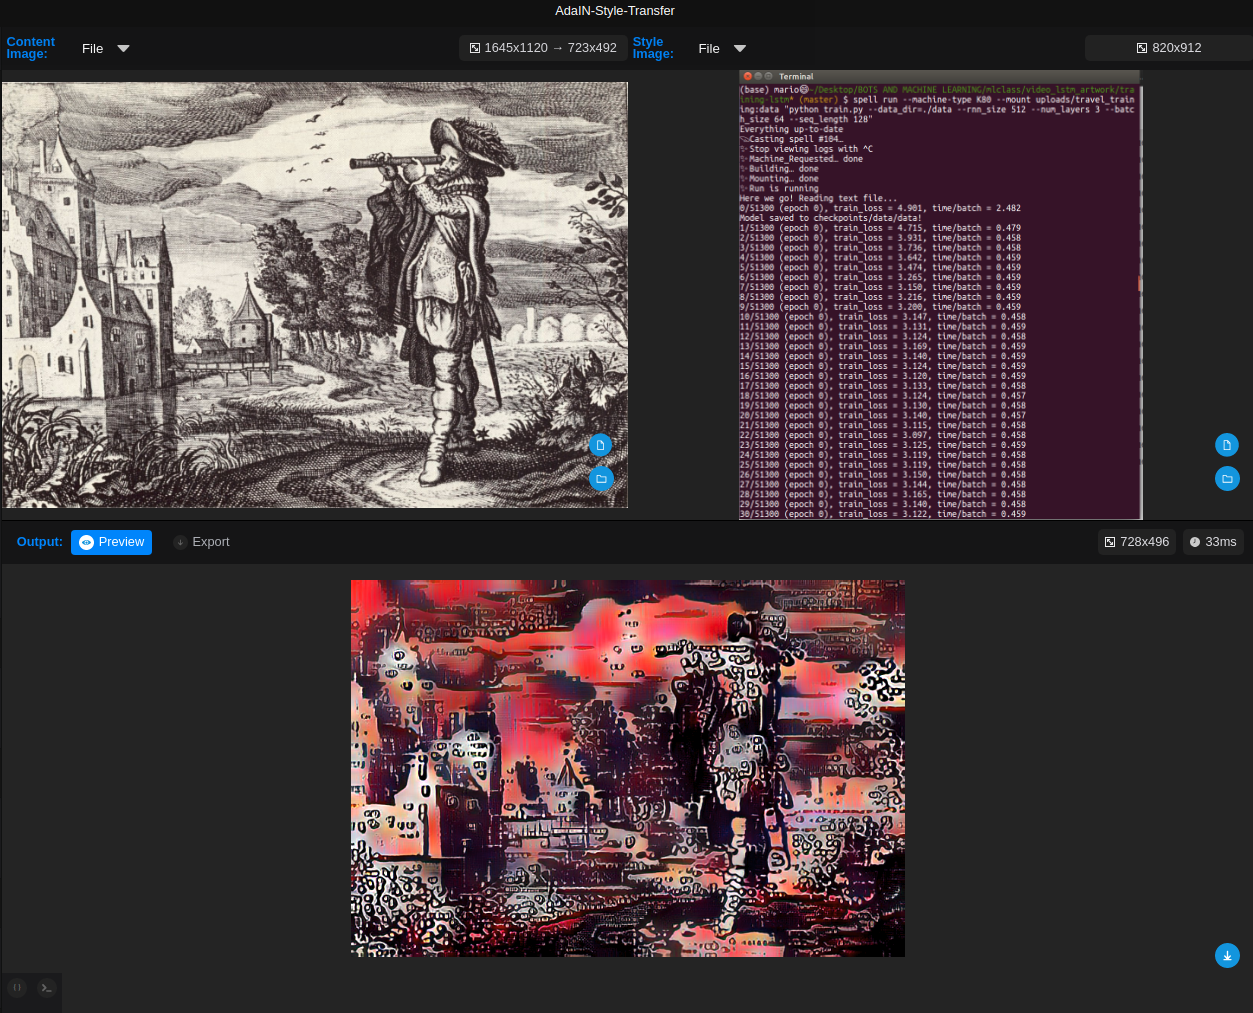 AdaIN-Style-Transfer
Content
Image:
File
1645x1120 → 723x492
Style
Image:
File
820x912
Terminal
(base) mario😄~/Desktop/BOTS AND MACHINE LEARNING/mlclass/video_lstm_artwork/tra
ining-lstm* (master) $ spell run --machine-type K80 --mount uploads/travel_train
ing:data "python train.py --data_dir=./data --rnn_size 512 --num_layers 3 --batc
h_size 64 --seq_length 128"
Everything up-to-date
Casting spell #104…
Stop viewing logs with ^C
Machine_Requested… done
Building… done
Mounting… done
Run is running
Here we go! Reading text file...
0/51300 (epoch 0), train_loss = 4.901, time/batch = 2.482
Model saved to checkpoints/data/data!
1/51300 (epoch 0), train_loss = 4.715, time/batch = 0.479
2/51300 (epoch 0), train_loss = 3.931, time/batch = 0.458
3/51300 (epoch 0), train_loss = 3.736, time/batch = 0.458
4/51300 (epoch 0), train_loss = 3.642, time/batch = 0.459
5/51300 (epoch 0), train_loss = 3.474, time/batch = 0.459
6/51300 (epoch 0), train_loss = 3.265, time/batch = 0.459
7/51300 (epoch 0), train_loss = 3.150, time/batch = 0.459
8/51300 (epoch 0), train_loss = 3.216, time/batch = 0.459
9/51300 (epoch 0), train_loss = 3.200, time/batch = 0.459
10/51300 (epoch 0), train_loss = 3.147, time/batch = 0.458
11/51300 (epoch 0), train_loss = 3.131, time/batch = 0.459
12/51300 (epoch 0), train_loss = 3.124, time/batch = 0.458
13/51300 (epoch 0), train_loss = 3.169, time/batch = 0.459
14/51300 (epoch 0), train_loss = 3.140, time/batch = 0.459
15/51300 (epoch 0), train_loss = 3.124, time/batch = 0.459
16/51300 (epoch 0), train_loss = 3.120, time/batch = 0.459
17/51300 (epoch 0), train_loss = 3.133, time/batch = 0.458
18/51300 (epoch 0), train_loss = 3.124, time/batch = 0.457
19/51300 (epoch 0), train_loss = 3.130, time/batch = 0.458
20/51300 (epoch 0), train_loss = 3.140, time/batch = 0.457
21/51300 (epoch 0), train_loss = 3.115, time/batch = 0.458
22/51300 (epoch 0), train_loss = 3.097, time/batch = 0.458
23/51300 (epoch 0), train_loss = 3.125, time/batch = 0.459
24/51300 (epoch 0), train_loss = 3.119, time/batch = 0.458
25/51300 (epoch 0), train_loss = 3.119, time/batch = 0.458
26/51300 (epoch 0), train_loss = 3.150, time/batch = 0.458
27/51300 (epoch 0), train_loss = 3.144, time/batch = 0.458
28/51300 (epoch 0), train_loss = 3.165, time/batch = 0.458
29/51300 (epoch 0), train_loss = 3.140, time/batch = 0.458
30/51300 (epoch 0), train_loss = 3.122, time/batch = 0.459
Output:
Preview
Export
728x496
33ms